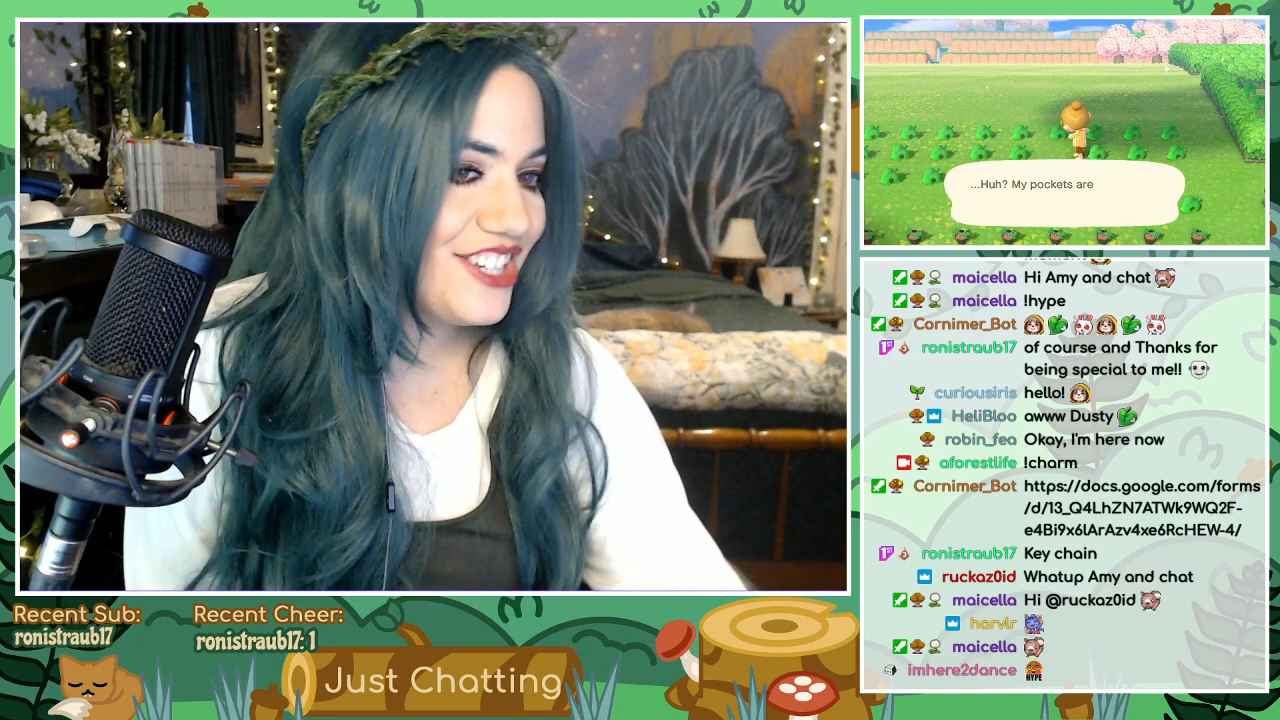 ...Huh? My pockets are
maicella Hi Amy and chat
maicella !hype
Cornimer_Bot
ronistraub17 of course and Thanks for
being special to me!!
curiousiris hello!
HeliBloo awww Dusty
robin_fea Okay, I'm here now
aforestlife !charm
Cornimer_Bot https://docs.google.com/forms
/d/13_Q4LhZN7ATWk9WQ2F-
e4Bi9x6lArAzv4xe6RcHEW-4/
ronistraub17 Key chain
ruckaz0id Whatup Amy and chat
maicella Hi @ruckaz0id
harvlr
maicella
imhere2dance HYPE
Recent Sub:
ronistraub17
Recent Cheer:
ronistraub17: 1
Just Chatting